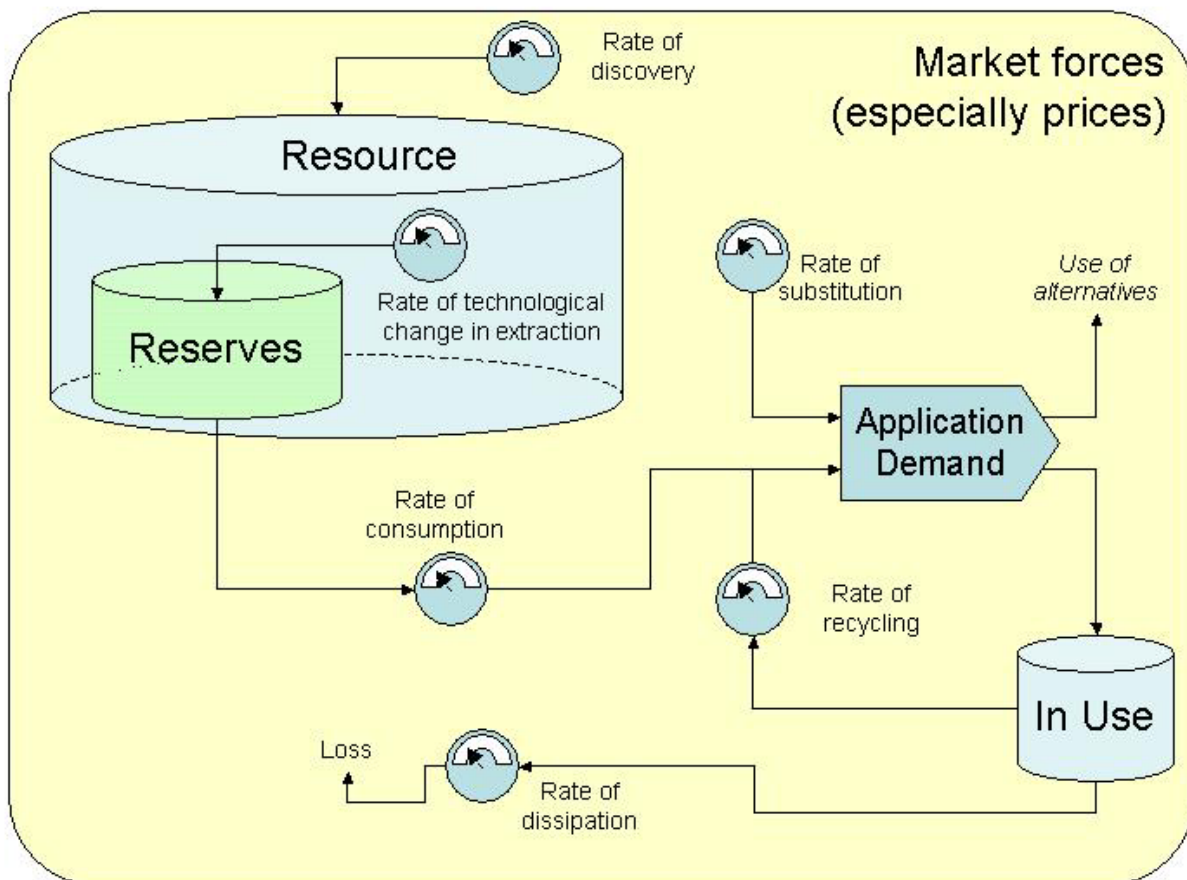 Rate of
discovery
Market forces
(especially prices)
Resource
Rate of technological
change in extraction
Reserves
Rate of
substitution
Use of
alternatives
Application
Demand
Rate of
consumption
Rate of
recycling
In Use
Loss
Rate of
dissipation